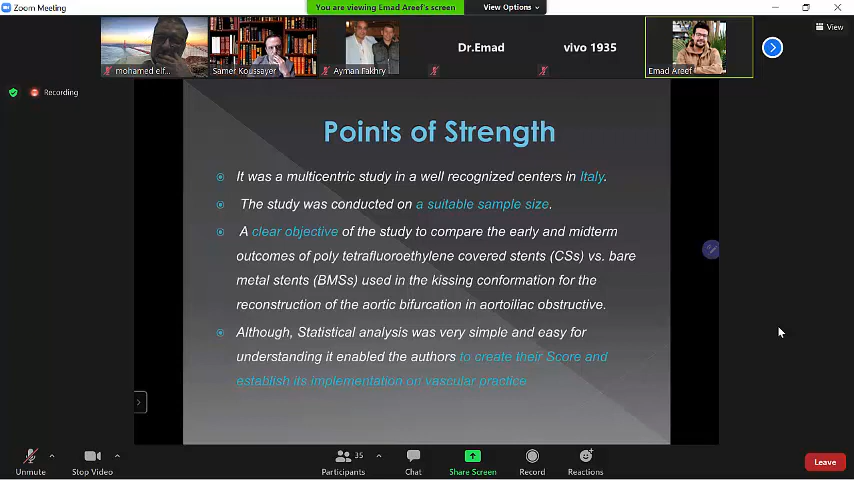 Zoom Meeting
You are viewing Emad Areef's screen
View Options
mohamed elf...
Samer Koussayer
Ayman Fakhry
Dr.Emad
vivo 1935
Emad Areef
View
Recording
Points of Strength
It was a multicentric study in a well recognized centers in Italy.
The study was conducted on a suitable sample size.
A clear objective of the study to compare the early and midterm
outcomes of poly tetrafluoroethylene covered stents (CSs) vs. bare
metal stents (BMSs) used in the kissing conformation for the
reconstruction of the aortic bifurcation in aortoiliac obstructive.
Although, Statistical analysis was very simple and easy for
understanding it enabled the authors to create their Score and
establish its implementation on vascular practice
Unmute
Stop Video
35
Participants
Chat
Share Screen
Record
Reactions
Leave